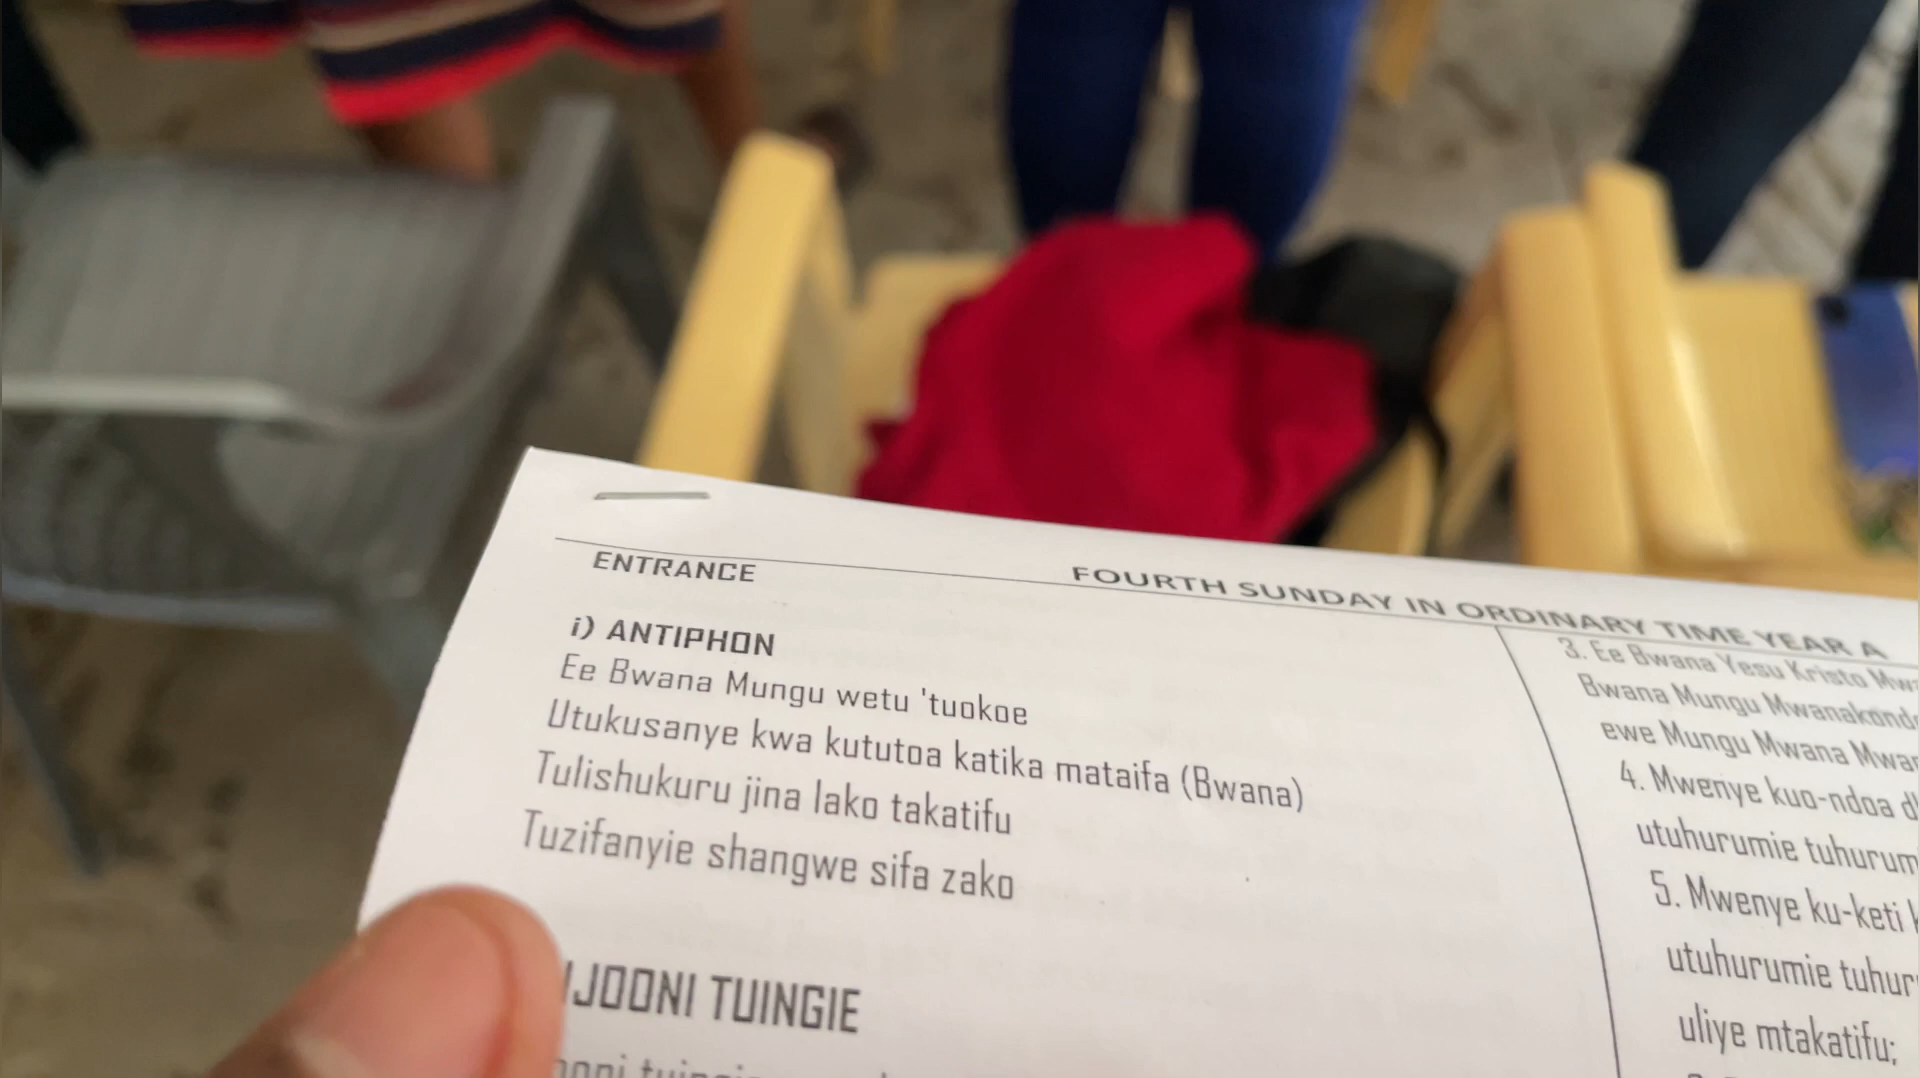 ENTRANCE
FOURTH SUNDAY IN ORDINARY TIME YEAR A
i) ANTIPHON
Ee Bwana Mungu wetu 'tuokoe
Utukusanye kwa kututoa katika mataifa (Bwana)
Tulishukuru jina lako takatifu
Tuzifanyie shangwe sifa zako
JOONI TUINGIE
3. Ee Bwana Yesu Kristo
Bwana Mungu
ewe Mungu Mwana
4. Mwenye kuo-ndoa
utuhurumie
5. Mwenye ku-keti
utuhurumie
uliye mtakatifu;